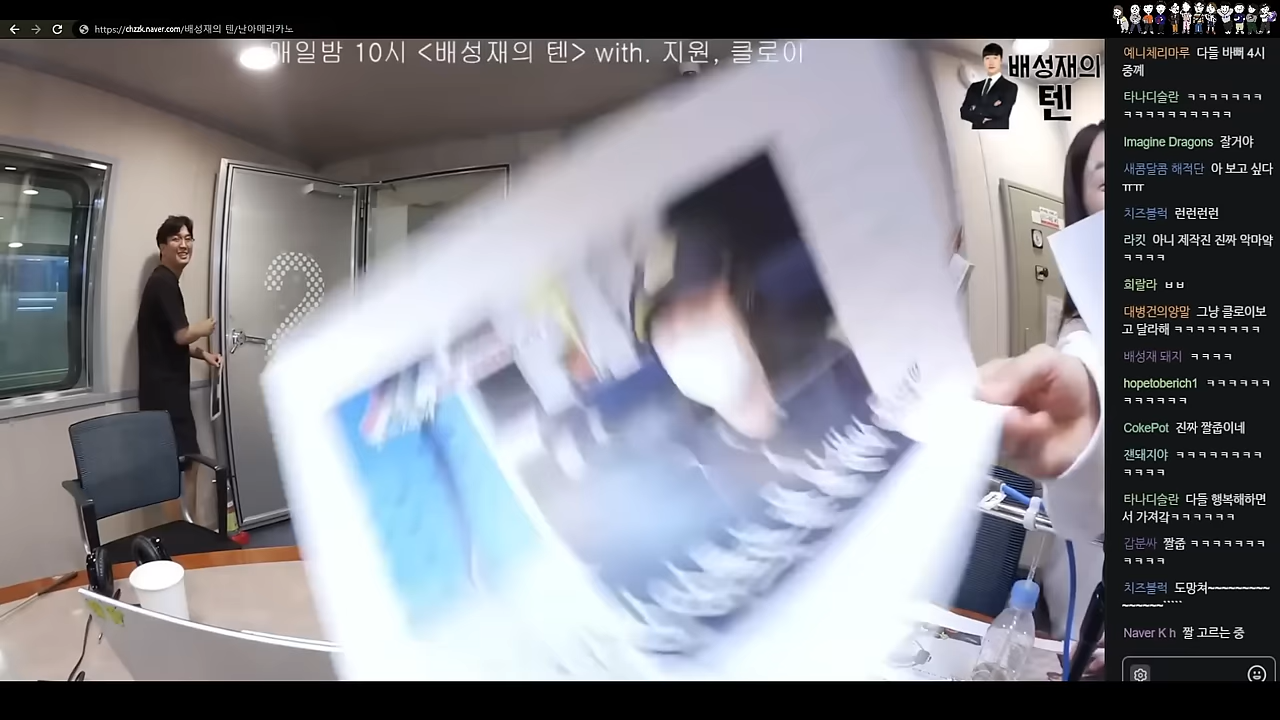 https://chzzk.naver.com/배성재의 텐/난아메리카노
매일밤 10시 <배성재의 텐> with. 지원, 클로이
배성재의
텐
2
예니체리마루 다들 바뻐 4시
중께
타나디슬란 ㅋㅋㅋㅋㅋㅋㅋ
ㅋㅋㅋㅋㅋㅋㅋㅋㅋㅋ
Imagine Dragons 잘거야
새콤달콤 해적단 아 보고 싶다
ㅠㅠ
치즈블럭 런런런런
라킷 아니 제작진 진짜 악마앜
ㅋㅋㅋㅋ
희랄라 ㅂㅂ
대병건의양말 그냥 클로이보
고 달라해 ㅋㅋㅋㅋㅋㅋㅋㅋ
배성재 돼지 ㅋㅋㅋㅋ
hopetoberich1 ㅋㅋㅋㅋㅋㅋ
ㅋㅋㅋㅋㅋㅋ
CokePot 진짜 짤줍이네
잰돼지야 ㅋㅋㅋㅋㅋㅋㅋㅋ
ㅋㅋㅋㅋ
타나디슬란 다들 행복해하면
서 가져감ㅋㅋㅋㅋㅋㅋ
갑분싸 짤줍 ㅋㅋㅋㅋㅋㅋㅋ
ㅋㅋㅋㅋ
치즈블럭 도망쳐~~~~~~~~~~
~~~~~~~~`````
Naver K h 짤 고르는 중